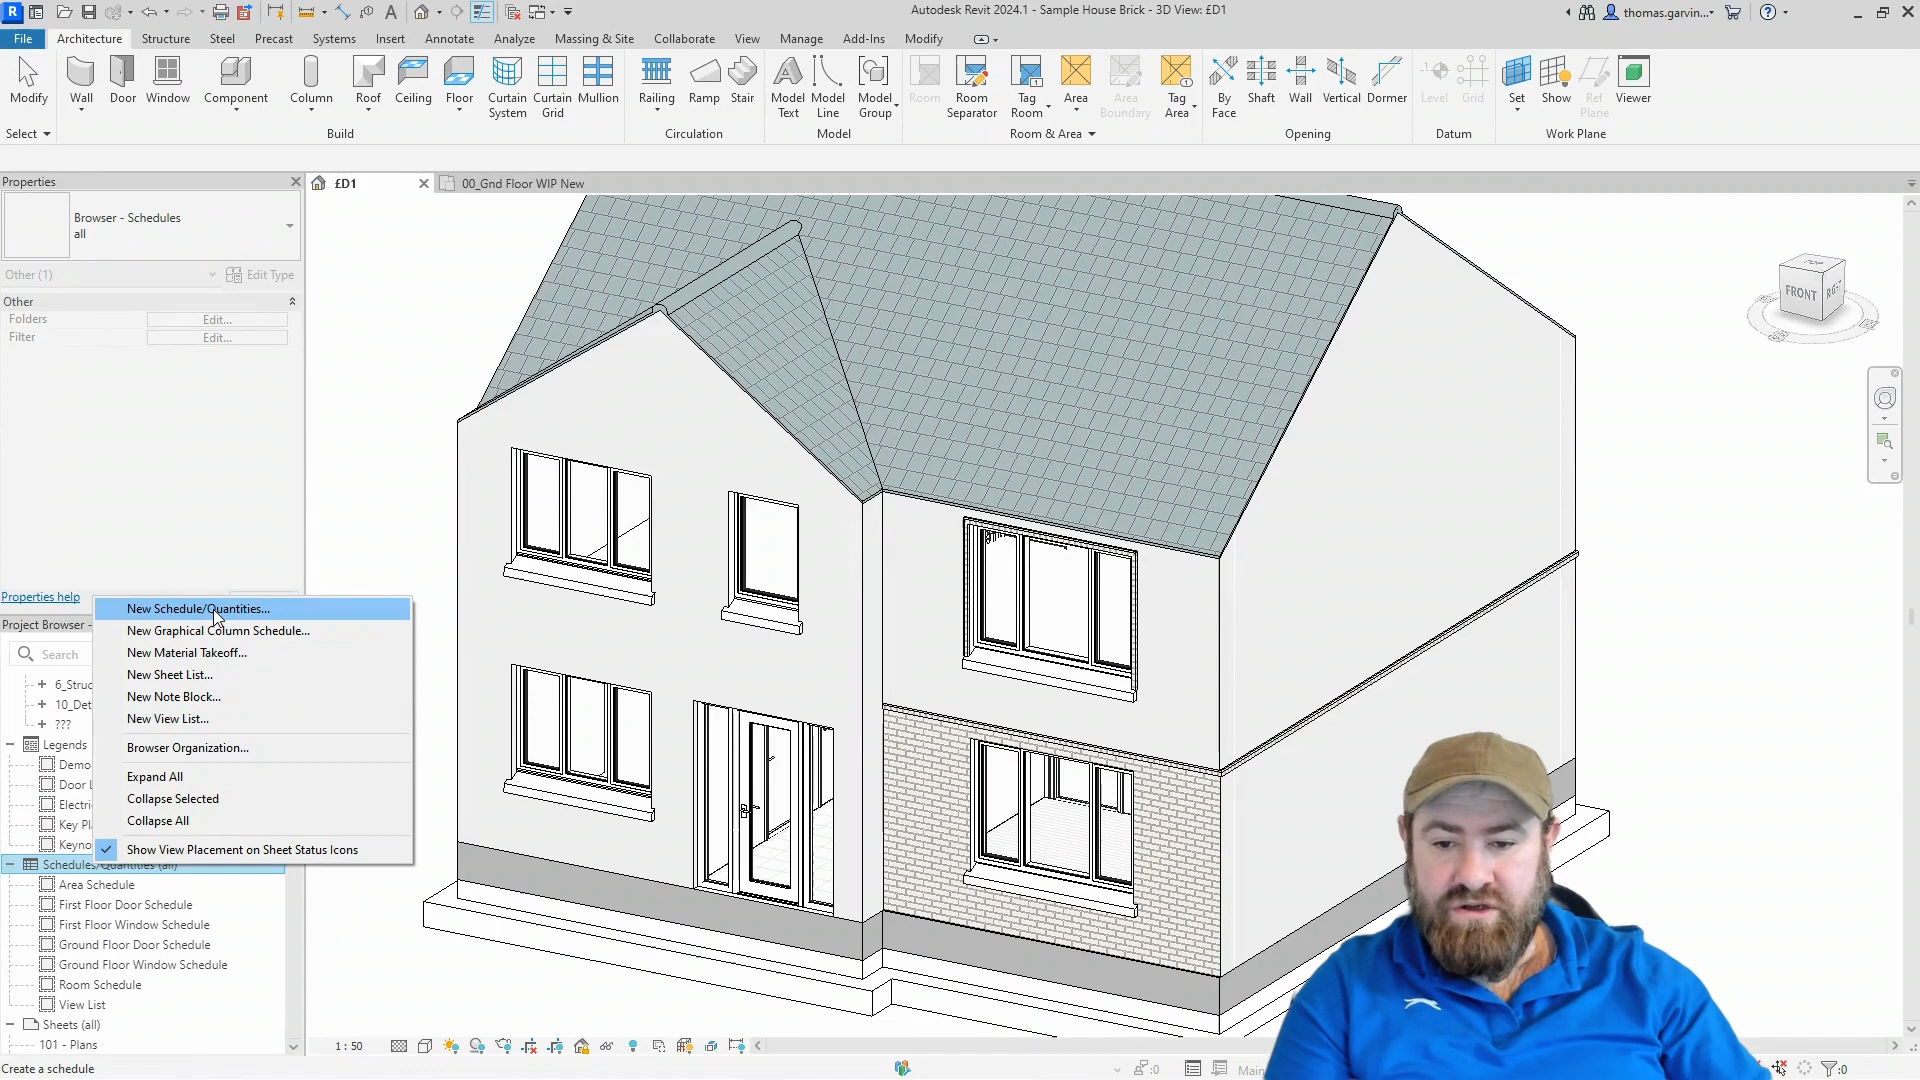 Autodesk Revit 2024.1 - Sample House Brick - 3D View: £D1
thomas.garvin...
File Architecture Structure Steel Precast Systems Insert Annotate Analyze Massing & Site Collaborate View Manage Add-Ins Modify
Modify Wall Door Window Component Column Roof Ceiling Floor Curtain System Curtain Grid Mullion Railing Ramp Stair Model Text Model Line Model Group Room Room Separator Tag Room Area Area Boundary Tag Area By Face Shaft Wall Vertical Dormer Level Grid Set Show Ref Plane Viewer
Select Build Circulation Model Room & Area Opening Datum Work Plane
Properties
£D1
00_Gnd Floor WIP New
Browser - Schedules
all
Other (1) Edit Type
Other
Folders Edit...
Filter Edit...
TOP
FRONT
Properties help
New Schedule/Quantities...
New Graphical Column Schedule...
New Material Takeoff...
New Sheet List...
New Note Block...
New View List...
Browser Organization...
Expand All
Collapse Selected
Collapse All
Show View Placement on Sheet Status Icons
Project Browser -
Search
6_Struc
10_Det
???
Legends
Demo
Door L
Electri
Key Pl
Keyno
Schedules/Quantities (all)
Area Schedule
First Floor Door Schedule
First Floor Window Schedule
Ground Floor Door Schedule
Ground Floor Window Schedule
Room Schedule
View List
Sheets (all)
101 - Plans
1 : 50
Create a schedule
:0
Main
:0